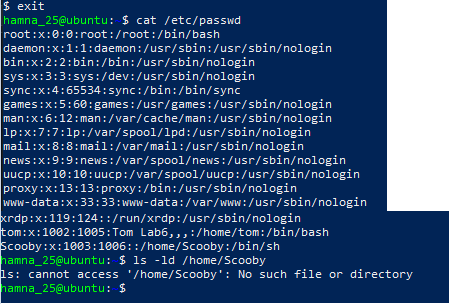 $ exit
hamna_25@ubuntu: $ cat /etc/passwd
root:x:0:0:root:/root:/bin/bash
daemon:x:1:1:daemon:/usr/sbin:/usr/sbin/nologin
bin:x:2:2:bin:/bin:/usr/sbin/nologin
sys:x:3:3:sys:/dev:/usr/sbin/nologin
sync:x:4:65534:sync:/bin:/bin/sync
games:x:5:60:games:/usr/games:/usr/sbin/nologin
man:x:6:12:man:/var/cache/man:/usr/sbin/nologin
lp:x:7:7:lp:/var/spool/lpd:/usr/sbin/nologin
mail:x:8:8:mail:/var/mail:/usr/sbin/nologin
news:x:9:9:news:/var/spool/news:/usr/sbin/nologin
uucp:x:10:10:uucp:/var/spool/uucp:/usr/sbin/nologin
proxy:x:13:13:proxy:/bin:/usr/sbin/nologin
www-data:x:33:33:www-data:/var/www:/usr/sbin/nologin
xrdp:x:119:124::/run/xrdp:/usr/sbin/nologin
tom:x:1002:1005:Tom Lab6,,,:/home/tom:/bin/bash
Scooby:x:1003:1006::/home/Scooby:/bin/sh
hamna_25@ubuntu: $ ls -ld /home/Scooby
ls: cannot access '/home/Scooby': No such file or directory
hamna_25@ubuntu: $